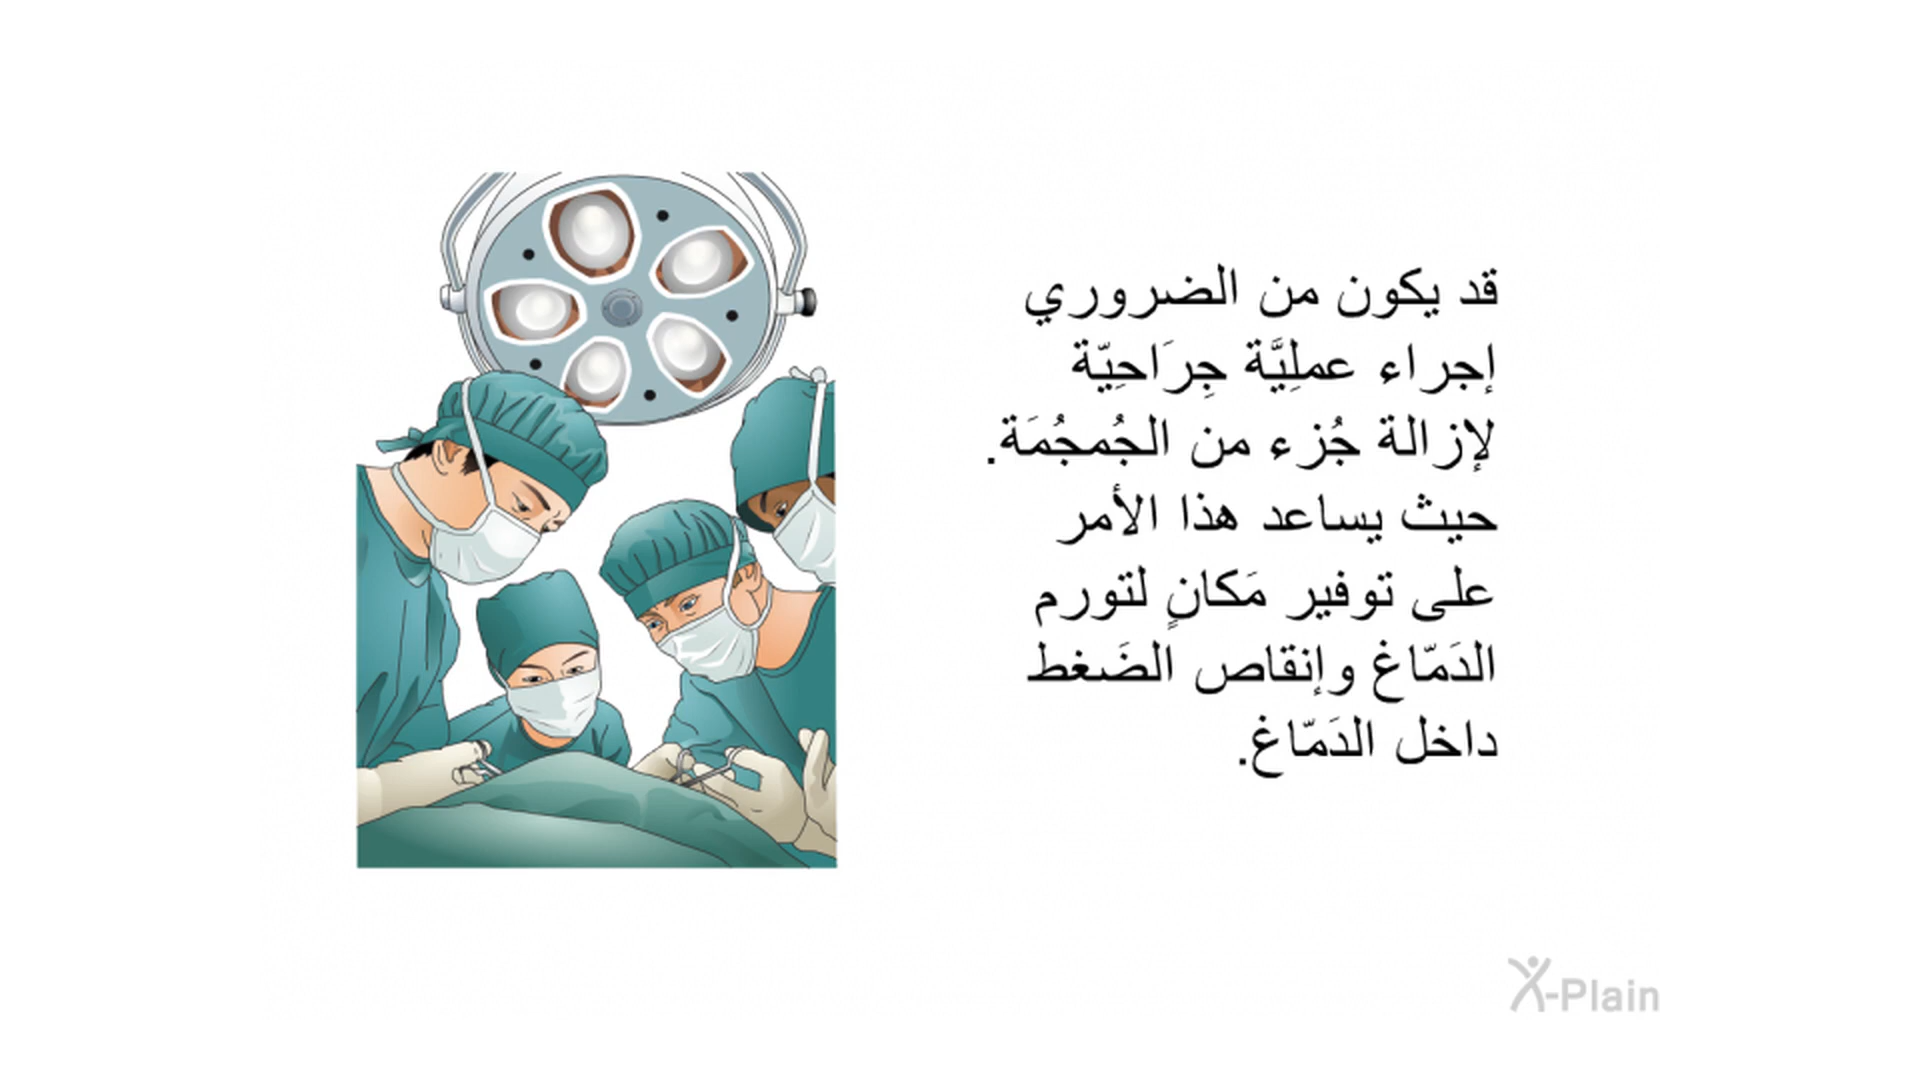 قد يكون من الضروري
إجراء عملِيَّة جِرَاحِيّة
لإزالة جُزء من الجُمجُمَة.
حيث يساعد هذا الأمر
على توفير مَكانٍ لتورم
الدَمّاغ وإنقاص الضَغط
داخل الدَمّاغ.
X-Plain